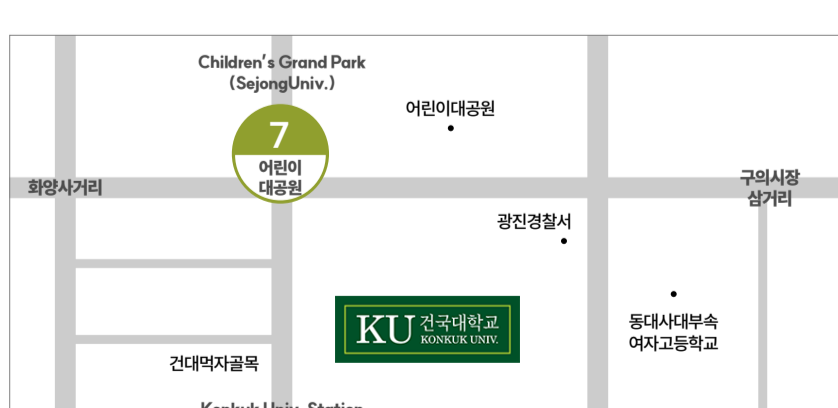 Children's Grand Park
(SejongUniv.)
7
어린이
대공원
어린이대공원
화양사거리
구의시장
삼거리
광진경찰서
KU 건국대학교
KONKUK UNIV.
동대사대부속
여자고등학교
건대먹자골목
Konkuk Univ. Station